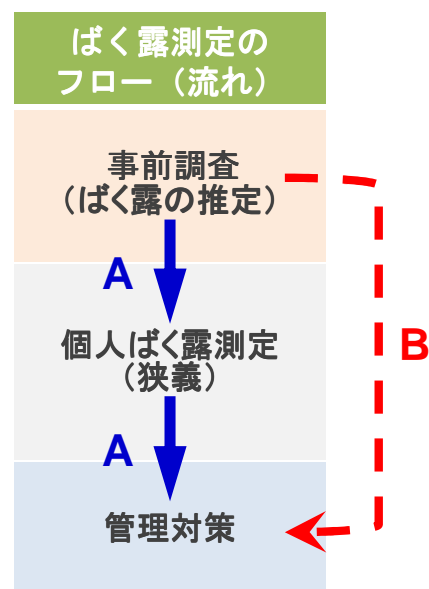 ばく露測定の
フロー（流れ）
事前調査
（ばく露の推定）
A
個人ばく露測定
（狭義）
B
A
管理対策